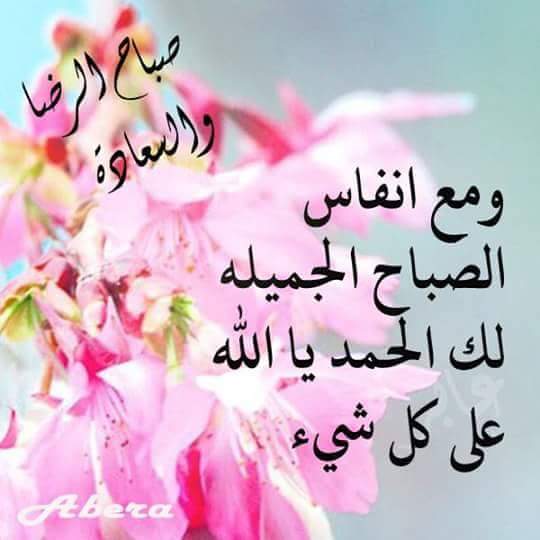 صباح الرضا
والسعادة
ومع انفاس
الصباح الجميله
لك الحمد يا الله
على كل شيء
Abera